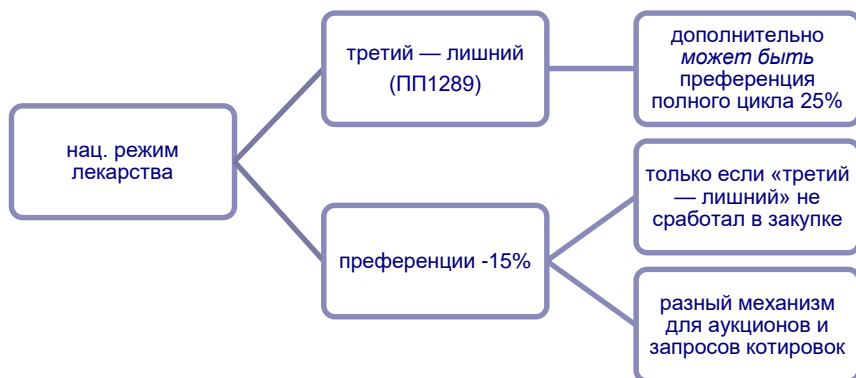 нац. режим
лекарства
третий — лишний
(ПП1289)
дополнительно
может быть
преференция
полного цикла 25%
преференции -15%
только если «третий
— лишний» не
сработал в закупке
разный механизм
для аукционов и
запросов котировок